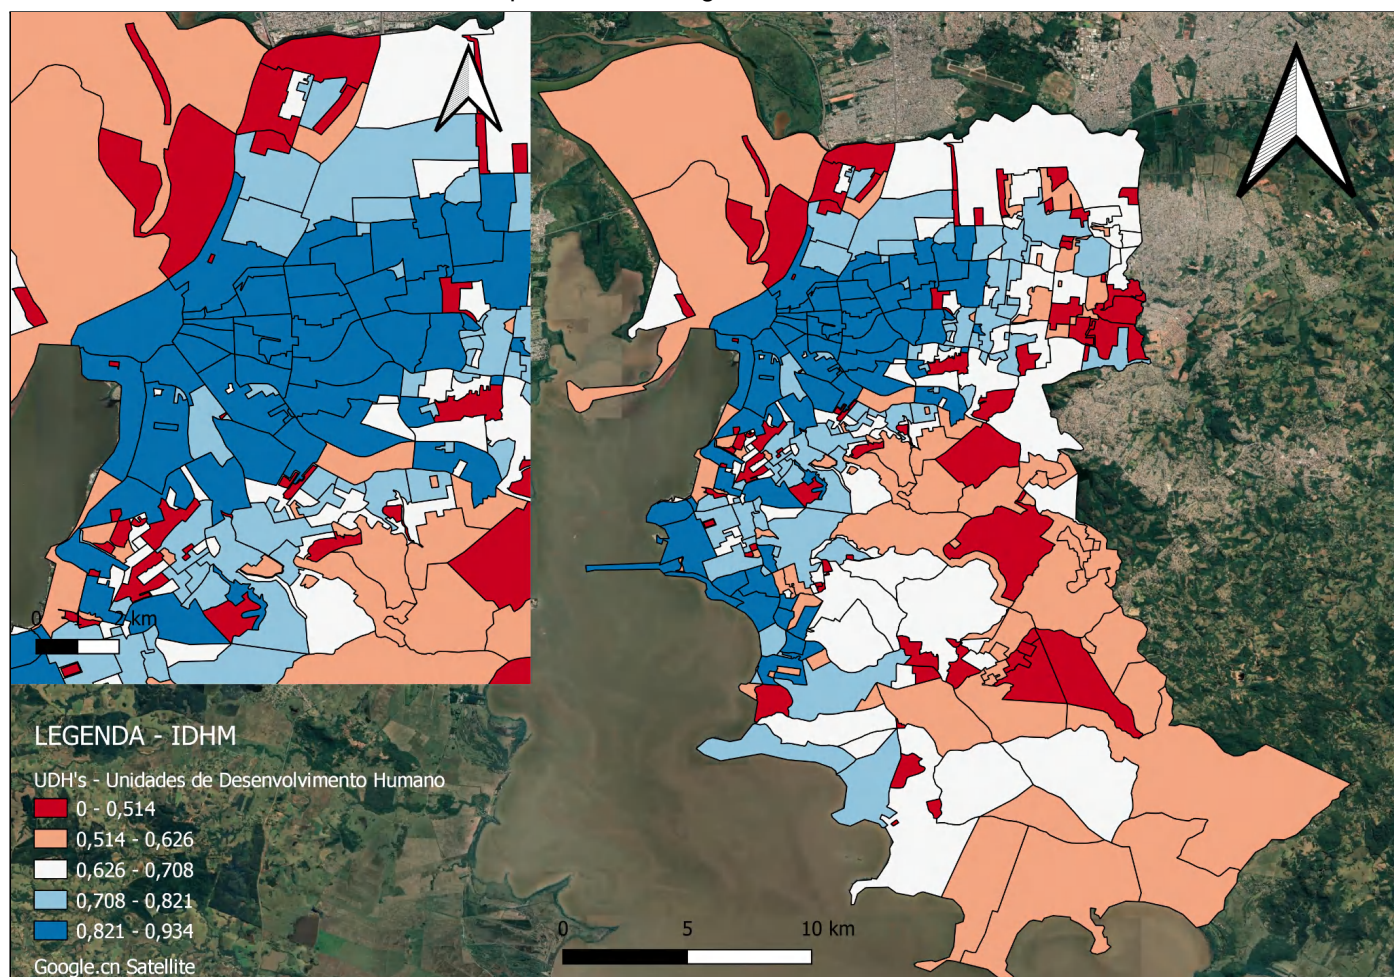 0 2 km
LEGENDA - IDHM
UDH's - Unidades de Desenvolvimento Humano
0 - 0,514
0,514 - 0,626
0,626 - 0,708
0,708 - 0,821
0,821 - 0,934
Google.cn Satellite
0 5 10 km